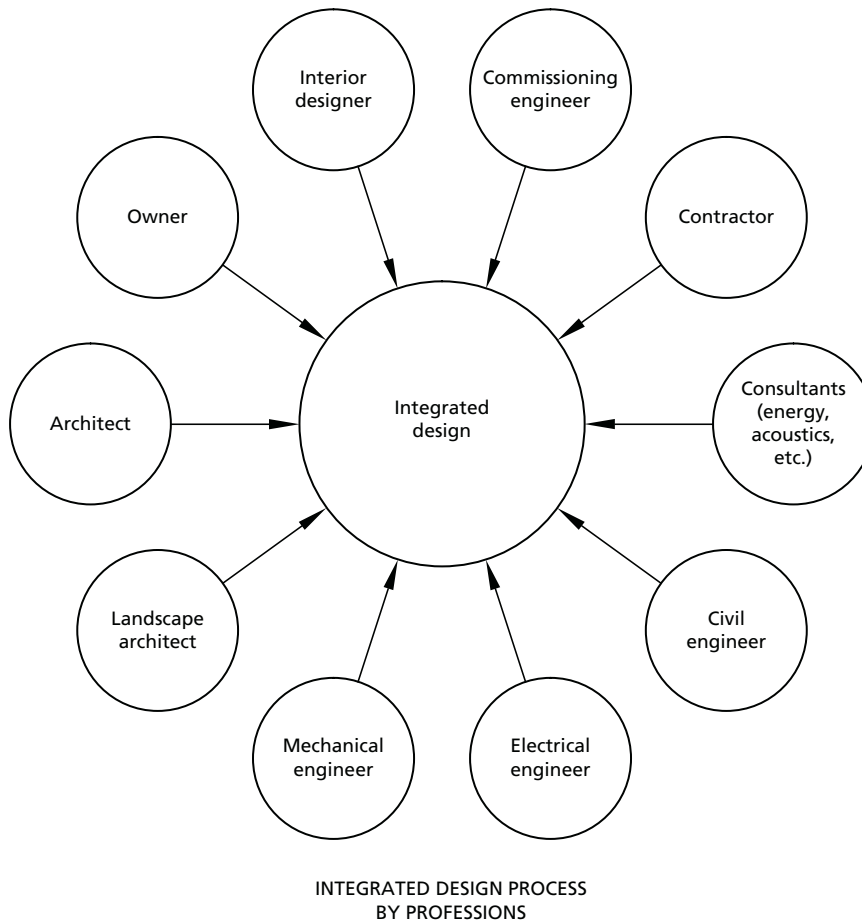 Interior
designer
Commissioning
engineer
Owner
Contractor
Architect
Integrated
design
Consultants
(energy,
acoustics,
etc.)
Landscape
architect
Civil
engineer
Mechanical
engineer
Electrical
engineer
INTEGRATED DESIGN PROCESS
BY PROFESSIONS